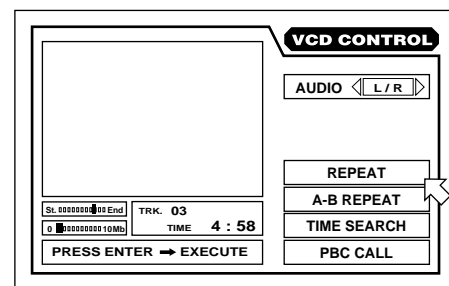 VCD CONTROL
AUDIO L / R
REPEAT
A-B REPEAT
TIME SEARCH
PBC CALL
St. End
0 10Mb
TRK. 03
TIME 4 : 58
PRESS ENTER → EXECUTE